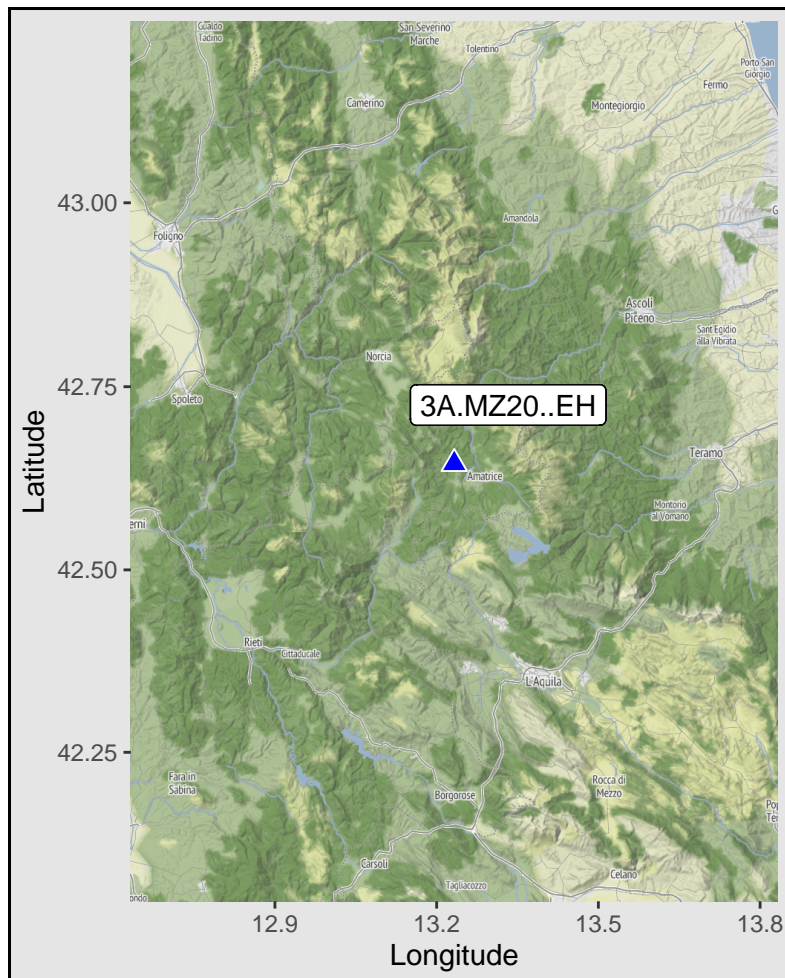 Gualdo
Tadino
San Severino
Marche
Tolentino
Porto San
Giorgio
Camerino
Montegiorgio
Fermo
43.00
Amandola
Foligno
Ascoli
Piceno
Sant Egidio
alla Vibrata
Norcia
42.75
Spoleto
3A.MZ20..EH
Latitude
Teramo
Amatrice
Montorio
al Vomano
erni
42.50
Rieti
Cittaducale
L'Aquila
42.25
Fara in
Sabina
Borgorose
Rocca di
Mezzo
Carsoli
Celano
Tagliacozzo
12.9
13.2
13.5
13.8
Longitude